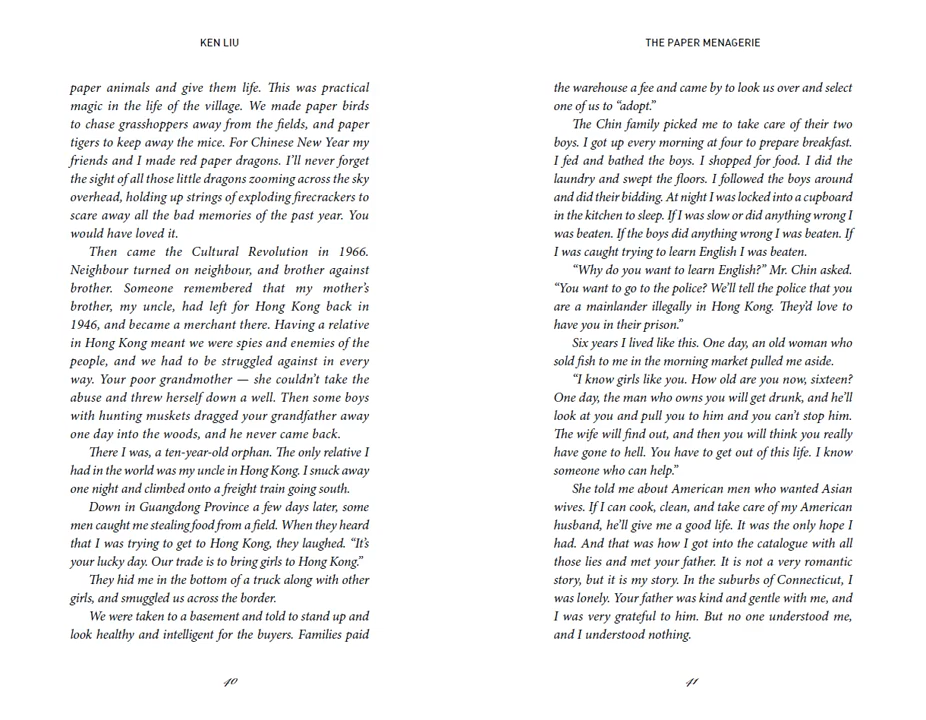 KEN LIU
paper animals and give them life. This was practical
magic in the life of the village. We made paper birds
to chase grasshoppers away from the fields, and paper
tigers to keep away the mice. For Chinese New Year my
friends and I made red paper dragons. I’ll never forget
the sight of all those little dragons zooming across the sky
overhead, holding up strings of exploding firecrackers to
scare away all the bad memories of the past year. You
would have loved it.
Then came the Cultural Revolution in 1966.
Neighbour turned on neighbour, and brother against
brother. Someone remembered that my mother’s
brother, my uncle, had left for Hong Kong back in
1946, and became a merchant there. Having a relative
in Hong Kong meant we were spies and enemies of the
people, and we had to be struggled against in every
way. Your poor grandmother — she couldn’t take the
abuse and threw herself down a well. Then some boys
with hunting muskets dragged your grandfather away
one day into the woods, and he never came back.
There I was, a ten-year-old orphan. The only relative I
had in the world was my uncle in Hong Kong. I snuck away
one night and climbed onto a freight train going south.
Down in Guangdong Province a few days later, some
men caught me stealing food from a field. When they heard
that I was trying to get to Hong Kong, they laughed. “It’s
your lucky day. Our trade is to bring girls to Hong Kong.”
They hid me in the bottom of a truck along with other
girls, and smuggled us across the border.
We were taken to a basement and told to stand up and
look healthy and intelligent for the buyers. Families paid
40
THE PAPER MENAGERIE
the warehouse a fee and came by to look us over and select
one of us to “adopt.”
The Chin family picked me to take care of their two
boys. I got up every morning at four to prepare breakfast.
I fed and bathed the boys. I shopped for food. I did the
laundry and swept the floors. I followed the boys around
and did their bidding. At night I was locked into a cupboard
in the kitchen to sleep. If I was slow or did anything wrong I
was beaten. If the boys did anything wrong I was beaten. If
I was caught trying to learn English I was beaten.
“Why do you want to learn English?” Mr. Chin asked.
“You want to go to the police? We’ll tell the police that you
are a mainlander illegally in Hong Kong. They’d love to
have you in their prison.”
Six years I lived like this. One day, an old woman who
sold fish to me in the morning market pulled me aside.
“I know girls like you. How old are you now, sixteen?
One day, the man who owns you will get drunk, and he’ll
look at you and pull you to him and you can’t stop him.
The wife will find out, and then you will think you really
have gone to hell. You have to get out of this life. I know
someone who can help.”
She told me about American men who wanted Asian
wives. If I can cook, clean, and take care of my American
husband, he’ll give me a good life. It was the only hope I
had. And that was how I got into the catalogue with all
those lies and met your father. It is not a very romantic
story, but it is my story. In the suburbs of Connecticut, I
was lonely. Your father was kind and gentle with me, and
I was very grateful to him. But no one understood me,
and I understood nothing.
41